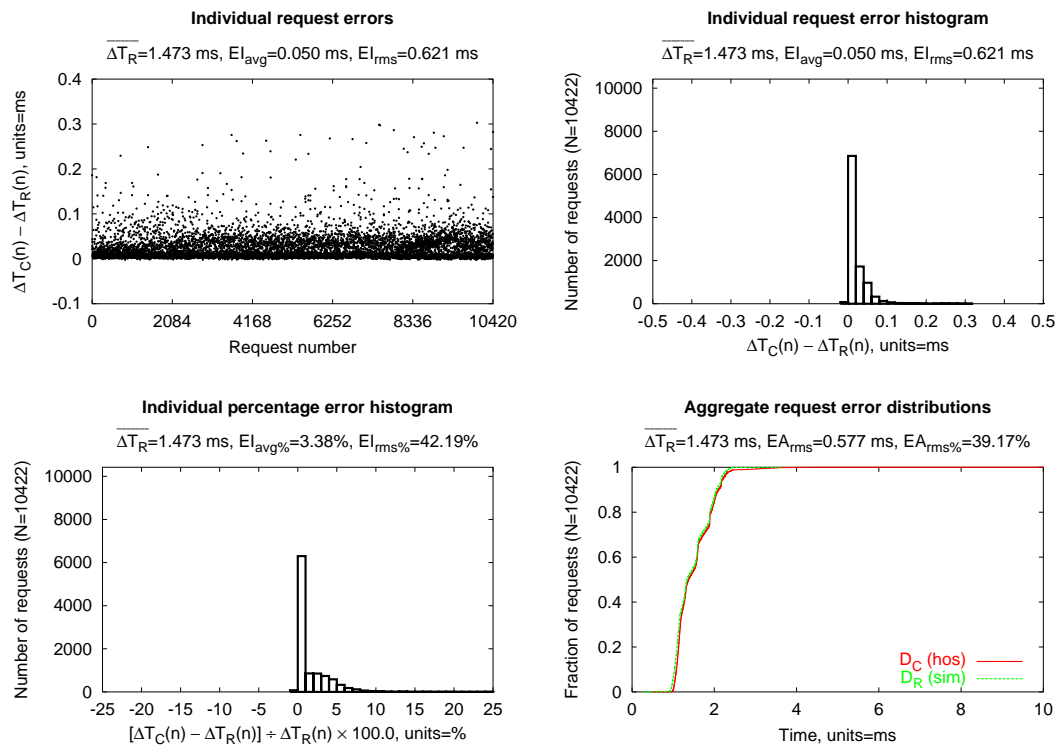 Individual request errors
ΔT_R=1.473 ms, EI_avg=0.050 ms, EI_rms=0.621 ms
ΔT_C(n) – ΔT_R(n), units=ms
0.4
0.3
0.2
0.1
0
-0.1
0 2084 4168 6252 8336 10420
Request number
Individual request error histogram
ΔT_R=1.473 ms, EI_avg=0.050 ms, EI_rms=0.621 ms
Number of requests (N=10422)
10000
8000
6000
4000
2000
0
-0.5 -0.4 -0.3 -0.2 -0.1 0 0.1 0.2 0.3 0.4 0.5
ΔT_C(n) – ΔT_R(n), units=ms
Individual percentage error histogram
ΔT_R=1.473 ms, EI_avg%=3.38%, EI_rms%=42.19%
Number of requests (N=10422)
10000
8000
6000
4000
2000
0
-25 -20 -15 -10 -5 0 5 10 15 20 25
[ΔT_C(n) – ΔT_R(n)] ÷ ΔT_R(n) × 100.0, units=%
Aggregate request error distributions
ΔT_R=1.473 ms, EA_rms=0.577 ms, EA_rms%=39.17%
Fraction of requests (N=10422)
1
0.8
0.6
0.4
0.2
0
D_C (hos)
D_R (sim)
0 2 4 6 8 10
Time, units=ms